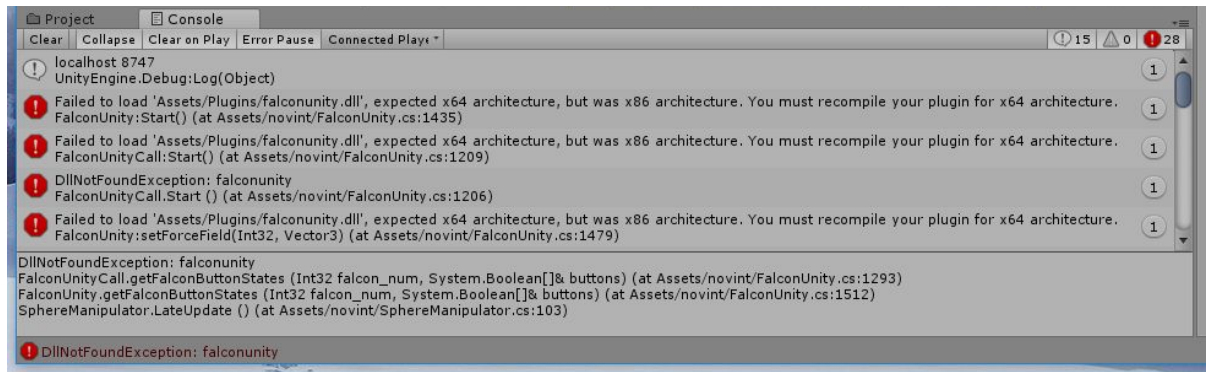 Project Console
Clear Collapse Clear on Play Error Pause Connected Playe 15 0 28
localhost 8747
UnityEngine.Debug:Log(Object)
1
Failed to load 'Assets/Plugins/falconunity.dll', expected x64 architecture, but was x86 architecture. You must recompile your plugin for x64 architecture.
FalconUnity:Start() (at Assets/novint/FalconUnity.cs:1435)
1
Failed to load 'Assets/Plugins/falconunity.dll', expected x64 architecture, but was x86 architecture. You must recompile your plugin for x64 architecture.
FalconUnityCall:Start() (at Assets/novint/FalconUnity.cs:1209)
1
DllNotFoundException: falconunity
FalconUnityCall.Start () (at Assets/novint/FalconUnity.cs:1206)
1
Failed to load 'Assets/Plugins/falconunity.dll', expected x64 architecture, but was x86 architecture. You must recompile your plugin for x64 architecture.
FalconUnity:setForceField(Int32, Vector3) (at Assets/novint/FalconUnity.cs:1479)
1
DllNotFoundException: falconunity
FalconUnityCall.getFalconButtonStates (Int32 falcon_num, System.Boolean[]& buttons) (at Assets/novint/FalconUnity.cs:1293)
FalconUnity.getFalconButtonStates (Int32 falcon_num, System.Boolean[]& buttons) (at Assets/novint/FalconUnity.cs:1512)
SphereManipulator.LateUpdate () (at Assets/novint/SphereManipulator.cs:103)
DllNotFoundException: falconunity